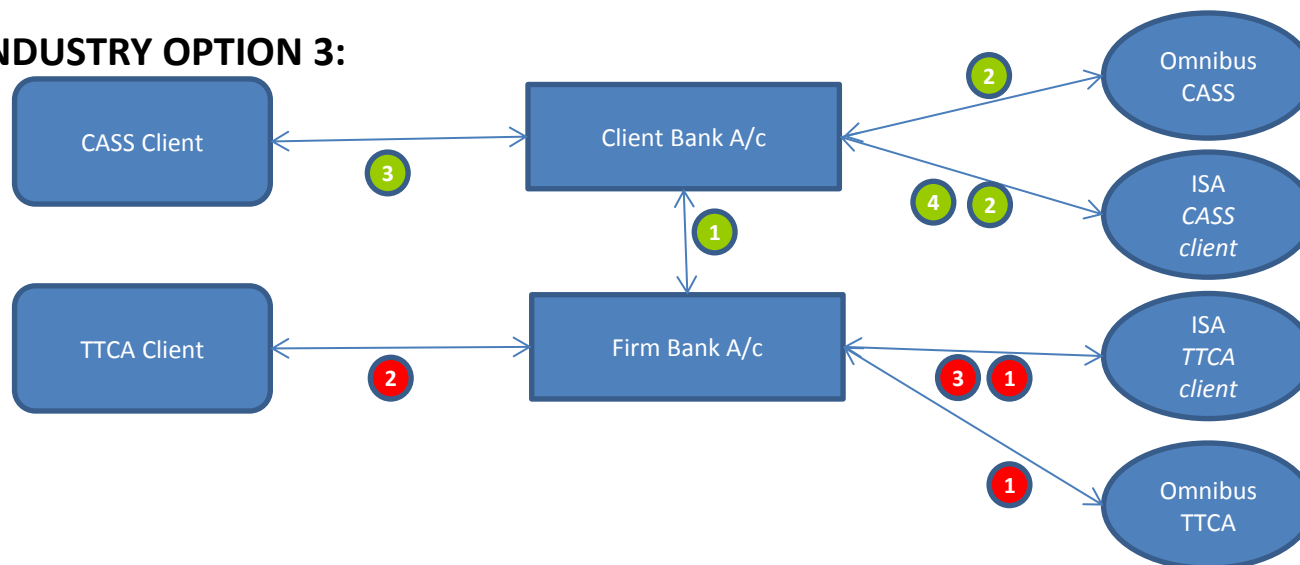 NDUSTRY OPTION 3:
2
Omnibus
CASS
CASS Client
Client Bank A/c
3
4
2
ISA
CASS
client
1
TTCA Client
Firm Bank A/c
ISA
TTCA
client
2
3
1
1
Omnibus
TTCA